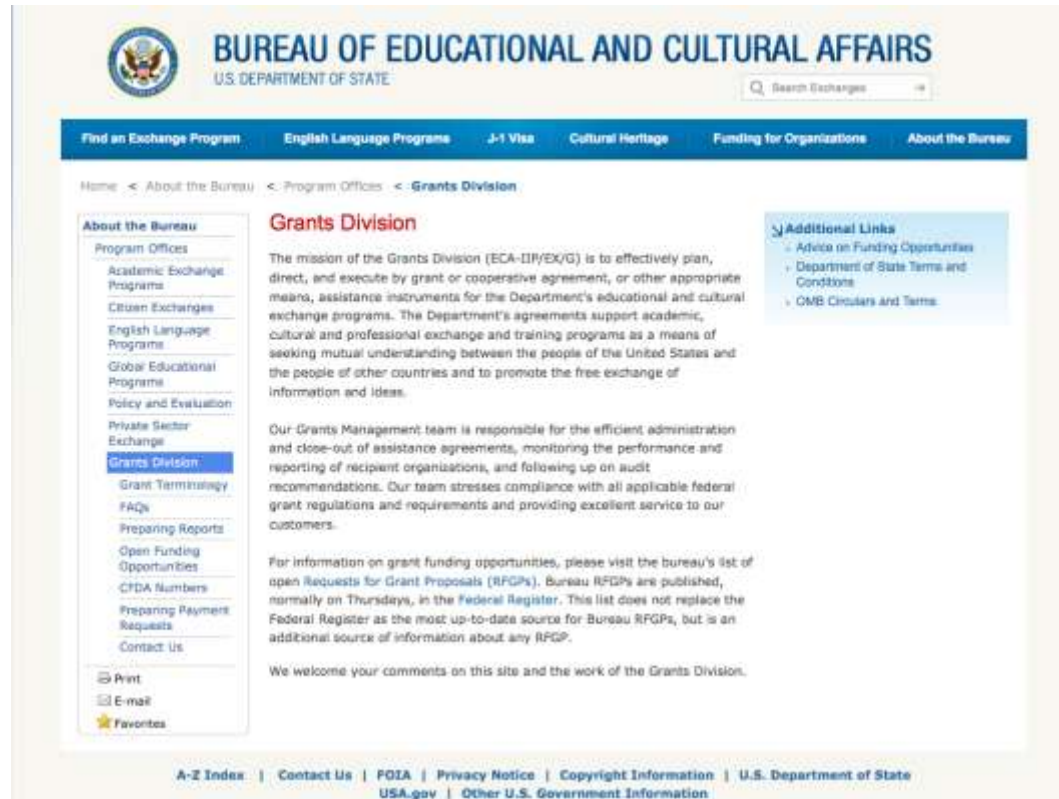 BUREAU OF EDUCATIONAL AND CULTURAL AFFAIRS
U.S. DEPARTMENT OF STATE
Search Exchanges
Find an Exchange Program English Language Programs J-1 Visa Cultural Heritage Funding for Organizations About the Bureau
Home < About the Bureau < Program Offices < Grants Division
About the Bureau
Program Offices
Academic Exchange
Programs
Citizen Exchanges
English Language
Programs
Global Educational
Programs
Policy and Evaluation
Private Sector
Exchange
Grants Division
Grant Terminology
FAQs
Preparing Reports
Open Funding
Opportunities
CFDA Numbers
Preparing Payment
Requests
Contact Us
Print
E-mail
Favorites
Grants Division
The mission of the Grants Division (ECA-IIP/EX/G) is to effectively plan,
direct, and execute by grant or cooperative agreement, or other appropriate
means, assistance instruments for the Department's educational and cultural
exchange programs. The Department's agreements support academic,
cultural and professional exchange and training programs as a means of
seeking mutual understanding between the people of the United States and
the people of other countries and to promote the free exchange of
information and ideas.
Our Grants Management team is responsible for the efficient administration
and close-out of assistance agreements, monitoring the performance and
reporting of recipient organizations, and following up on audit
recommendations. Our team stresses compliance with all applicable federal
grant regulations and requirements and providing excellent service to our
customers.
For information on grant funding opportunities, please visit the bureau's list of
open Requests for Grant Proposals (RFGPs). Bureau RFGPs are published,
normally on Thursdays, in the Federal Register. This list does not replace the
Federal Register as the most up-to-date source for Bureau RFGPs, but is an
additional source of information about any RFGP.
We welcome your comments on this site and the work of the Grants Division.
Additional Links
Advice on Funding Opportunities
Department of State Terms and
Conditions
OMB Circulars and Terms
A-Z Index | Contact Us | FOIA | Privacy Notice | Copyright Information | U.S. Department of State
USA.gov | Other U.S. Government Information